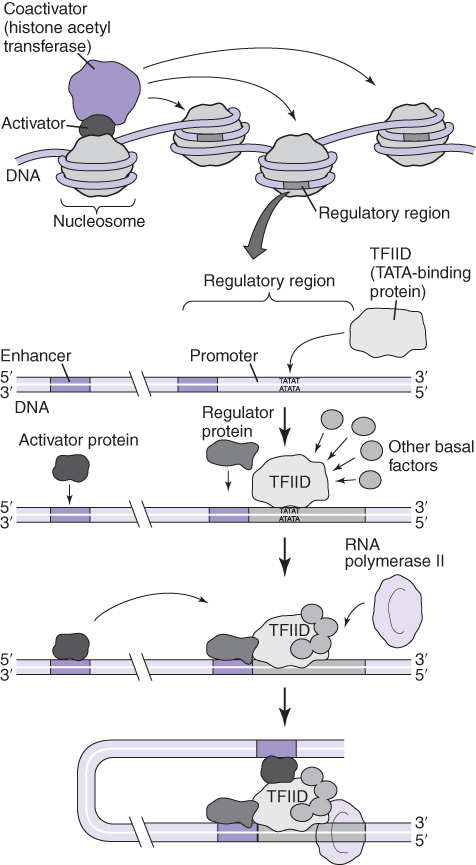 Coactivator
(histone acetyl
transferase)
Activator
DNA
Nucleosome
Regulatory region
TFIID
(TATA-binding
protein)
Regulatory region
Enhancer
Promoter
5′ 3′
TATAT
ATATA
3′ 5′
DNA
Regulator
protein
Activator protein
Other basal
factors
TFIID
5′ 3′
TATAT
ATATA
3′ 5′
RNA
polymerase II
TFIID
5′ 3′
3′ 5′
TFIID
3′
5′